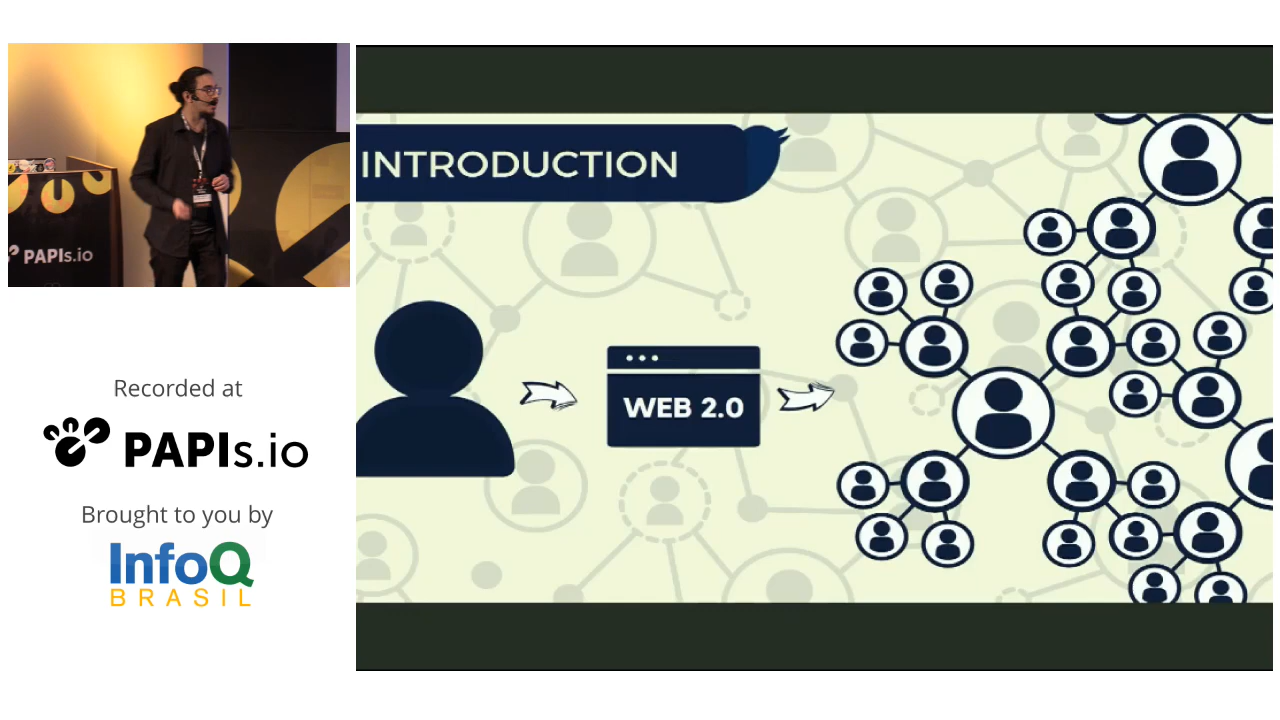 PAPIs.io
Recorded at
PAPIs.io
Brought to you by
InfoQ
BRASIL
INTRODUCTION
WEB 2.0